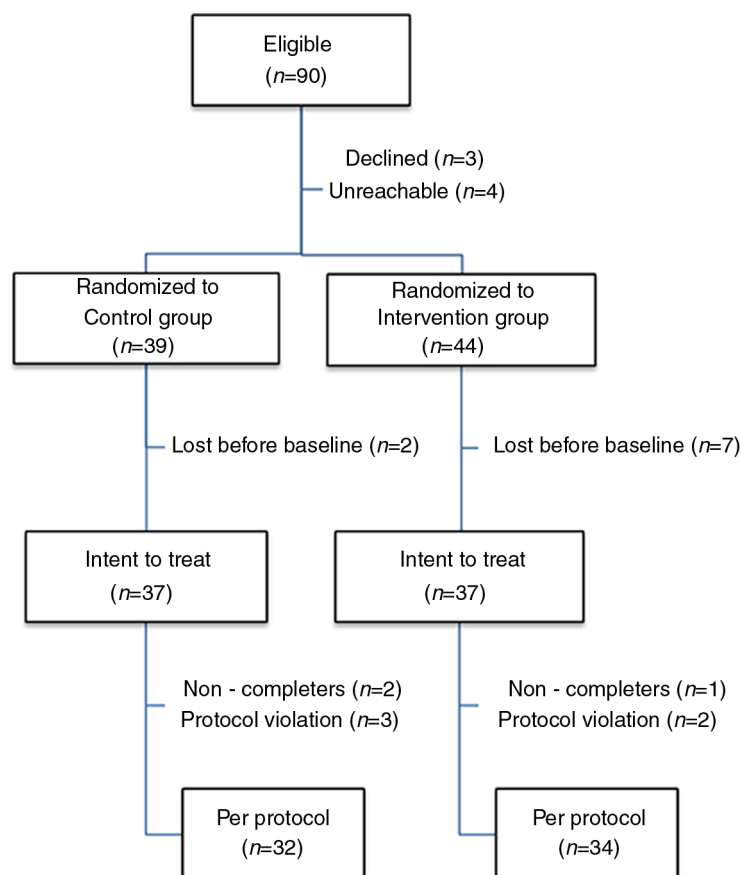 Eligible
(n=90)
Declined (n=3)
Unreachable (n=4)
Randomized to
Control group
(n=39)
Randomized to
Intervention group
(n=44)
Lost before baseline (n=2)
Lost before baseline (n=7)
Intent to treat
(n=37)
Intent to treat
(n=37)
Non - completers (n=2)
Protocol violation (n=3)
Non - completers (n=1)
Protocol violation (n=2)
Per protocol
(n=32)
Per protocol
(n=34)